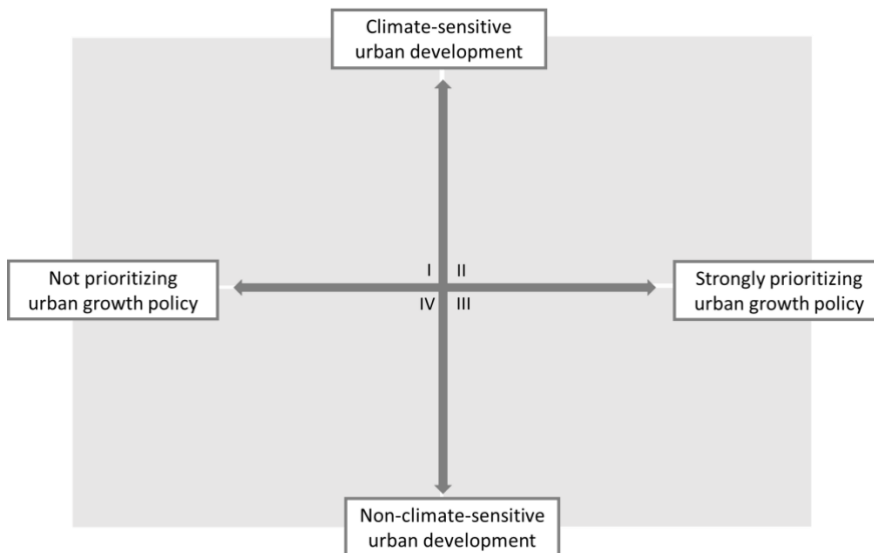 Climate-sensitive
urban development
I II
Not prioritizing
urban growth policy
Strongly prioritizing
urban growth policy
IV III
Non-climate-sensitive
urban development